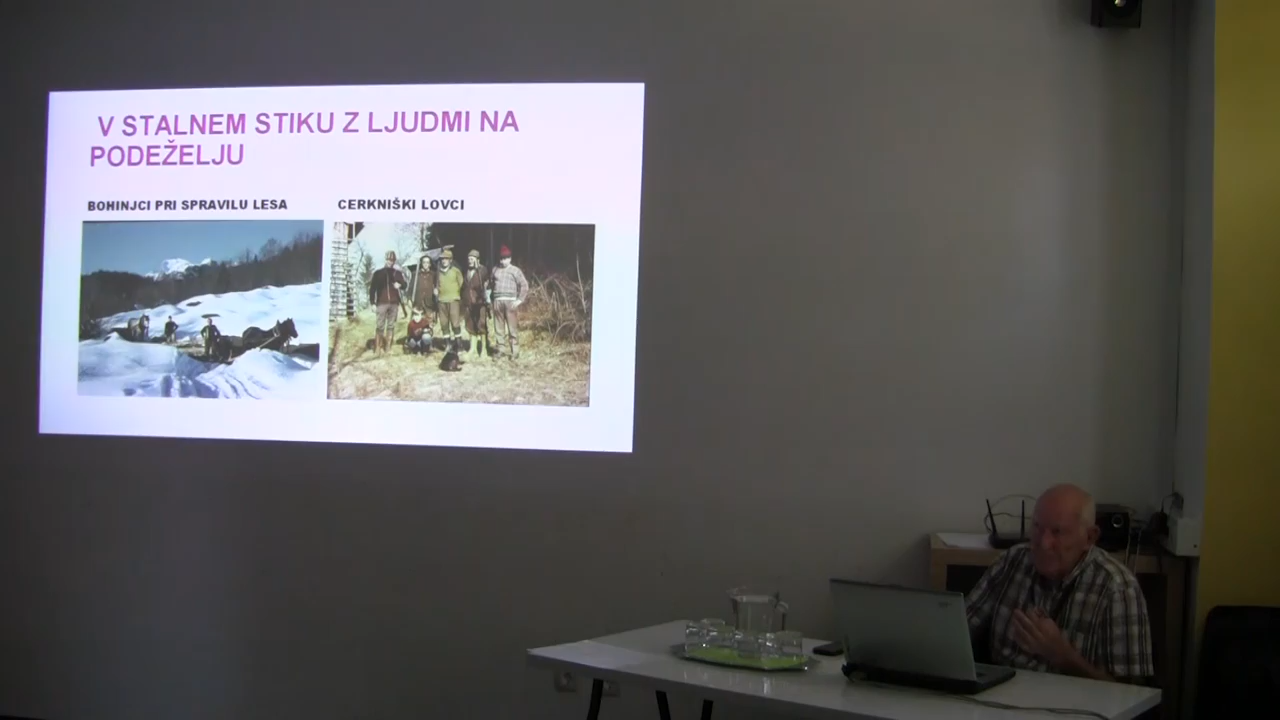 V STALNEM STIKU Z LJUDMI NA
PODEŽELJU
BOHINJCI PRI SPRAVILU LESA
CERKNIŠKI LOVCI